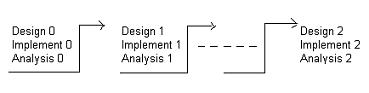 Design 0
Implement 0
Analysis 0
Design 1
Implement 1
Analysis 1
Design 2
Implement 2
Analysis 2